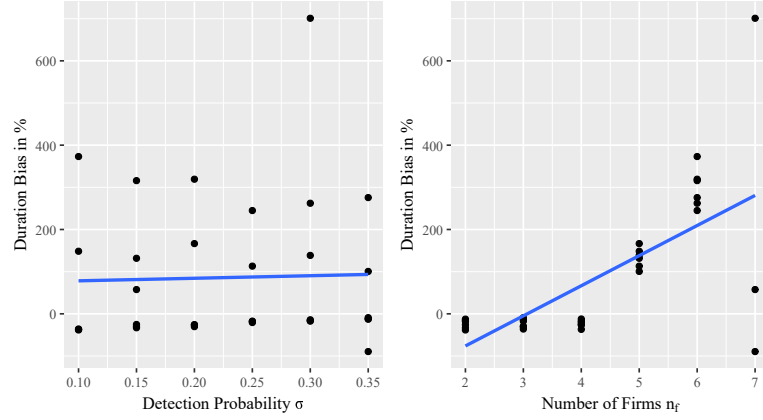 600
400
200
0
Duration Bias in %
0.10 0.15 0.20 0.25 0.30 0.35
Detection Probability σ
600
400
200
0
Duration Bias in %
2 3 4 5 6 7
Number of Firms n_f